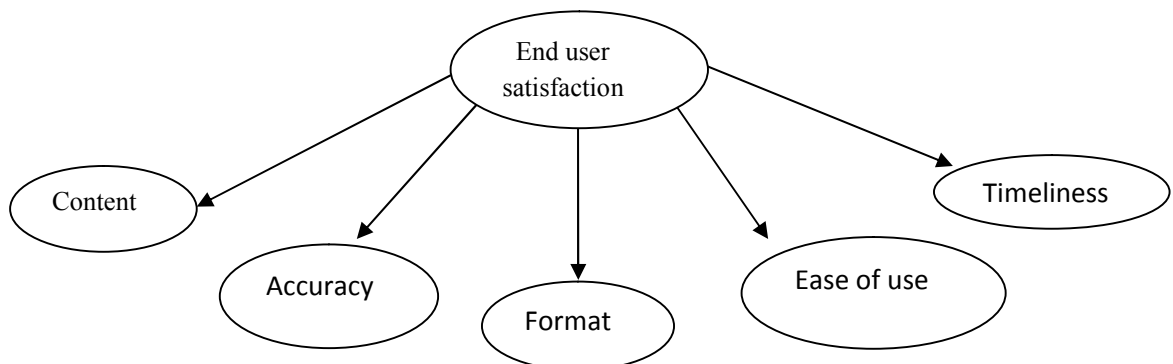 End user
satisfaction
Content
Accuracy
Format
Ease of use
Timeliness